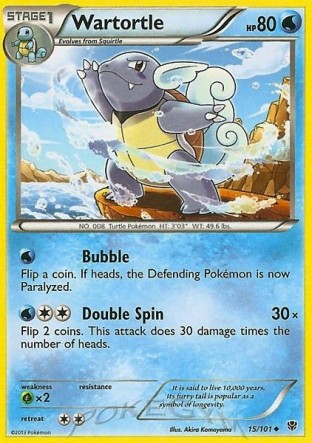 STAGE1 Wartortle HP80
Evolves from Squirtle
NO. 008 Turtle Pokémon HT: 3'03" WT: 49.6 lbs.
Bubble
Flip a coin. If heads, the Defending Pokémon is now
Paralyzed.
Double Spin 30×
Flip 2 coins. This attack does 30 damage times the
number of heads.
weakness resistance
×2
retreat
It is said to live 10,000 years.
Its furry tail is popular as a
symbol of longevity.
©2013 Pokémon Illus. Akira Komayama 15/101